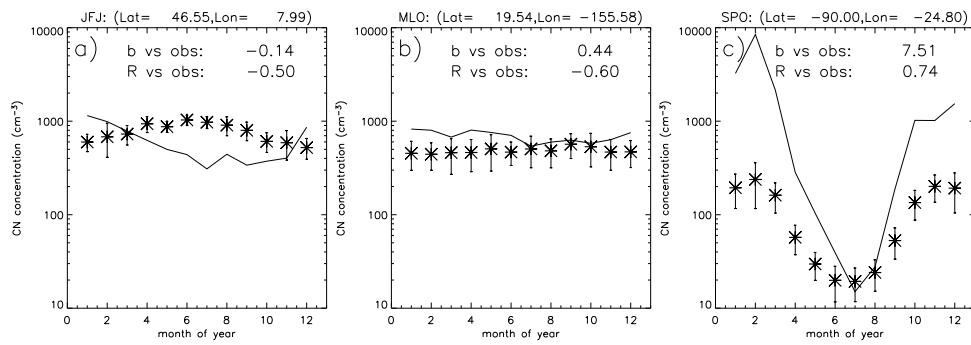 JFJ: (Lat= 46.55,Lon= 7.99)
a)
b vs obs: −0.14
R vs obs: −0.50
CN concentration (cm−3)
10000
1000
100
10
0 2 4 6 8 10 12
month of year
MLO: (Lat= 19.54,Lon= −155.58)
b)
b vs obs: 0.44
R vs obs: −0.60
CN concentration (cm−3)
10000
1000
100
10
0 2 4 6 8 10 12
month of year
SPO: (Lat= −90.00,Lon= −24.80)
c)
b vs obs: 7.51
R vs obs: 0.74
CN concentration (cm−3)
10000
1000
100
10
0 2 4 6 8 10 12
month of year